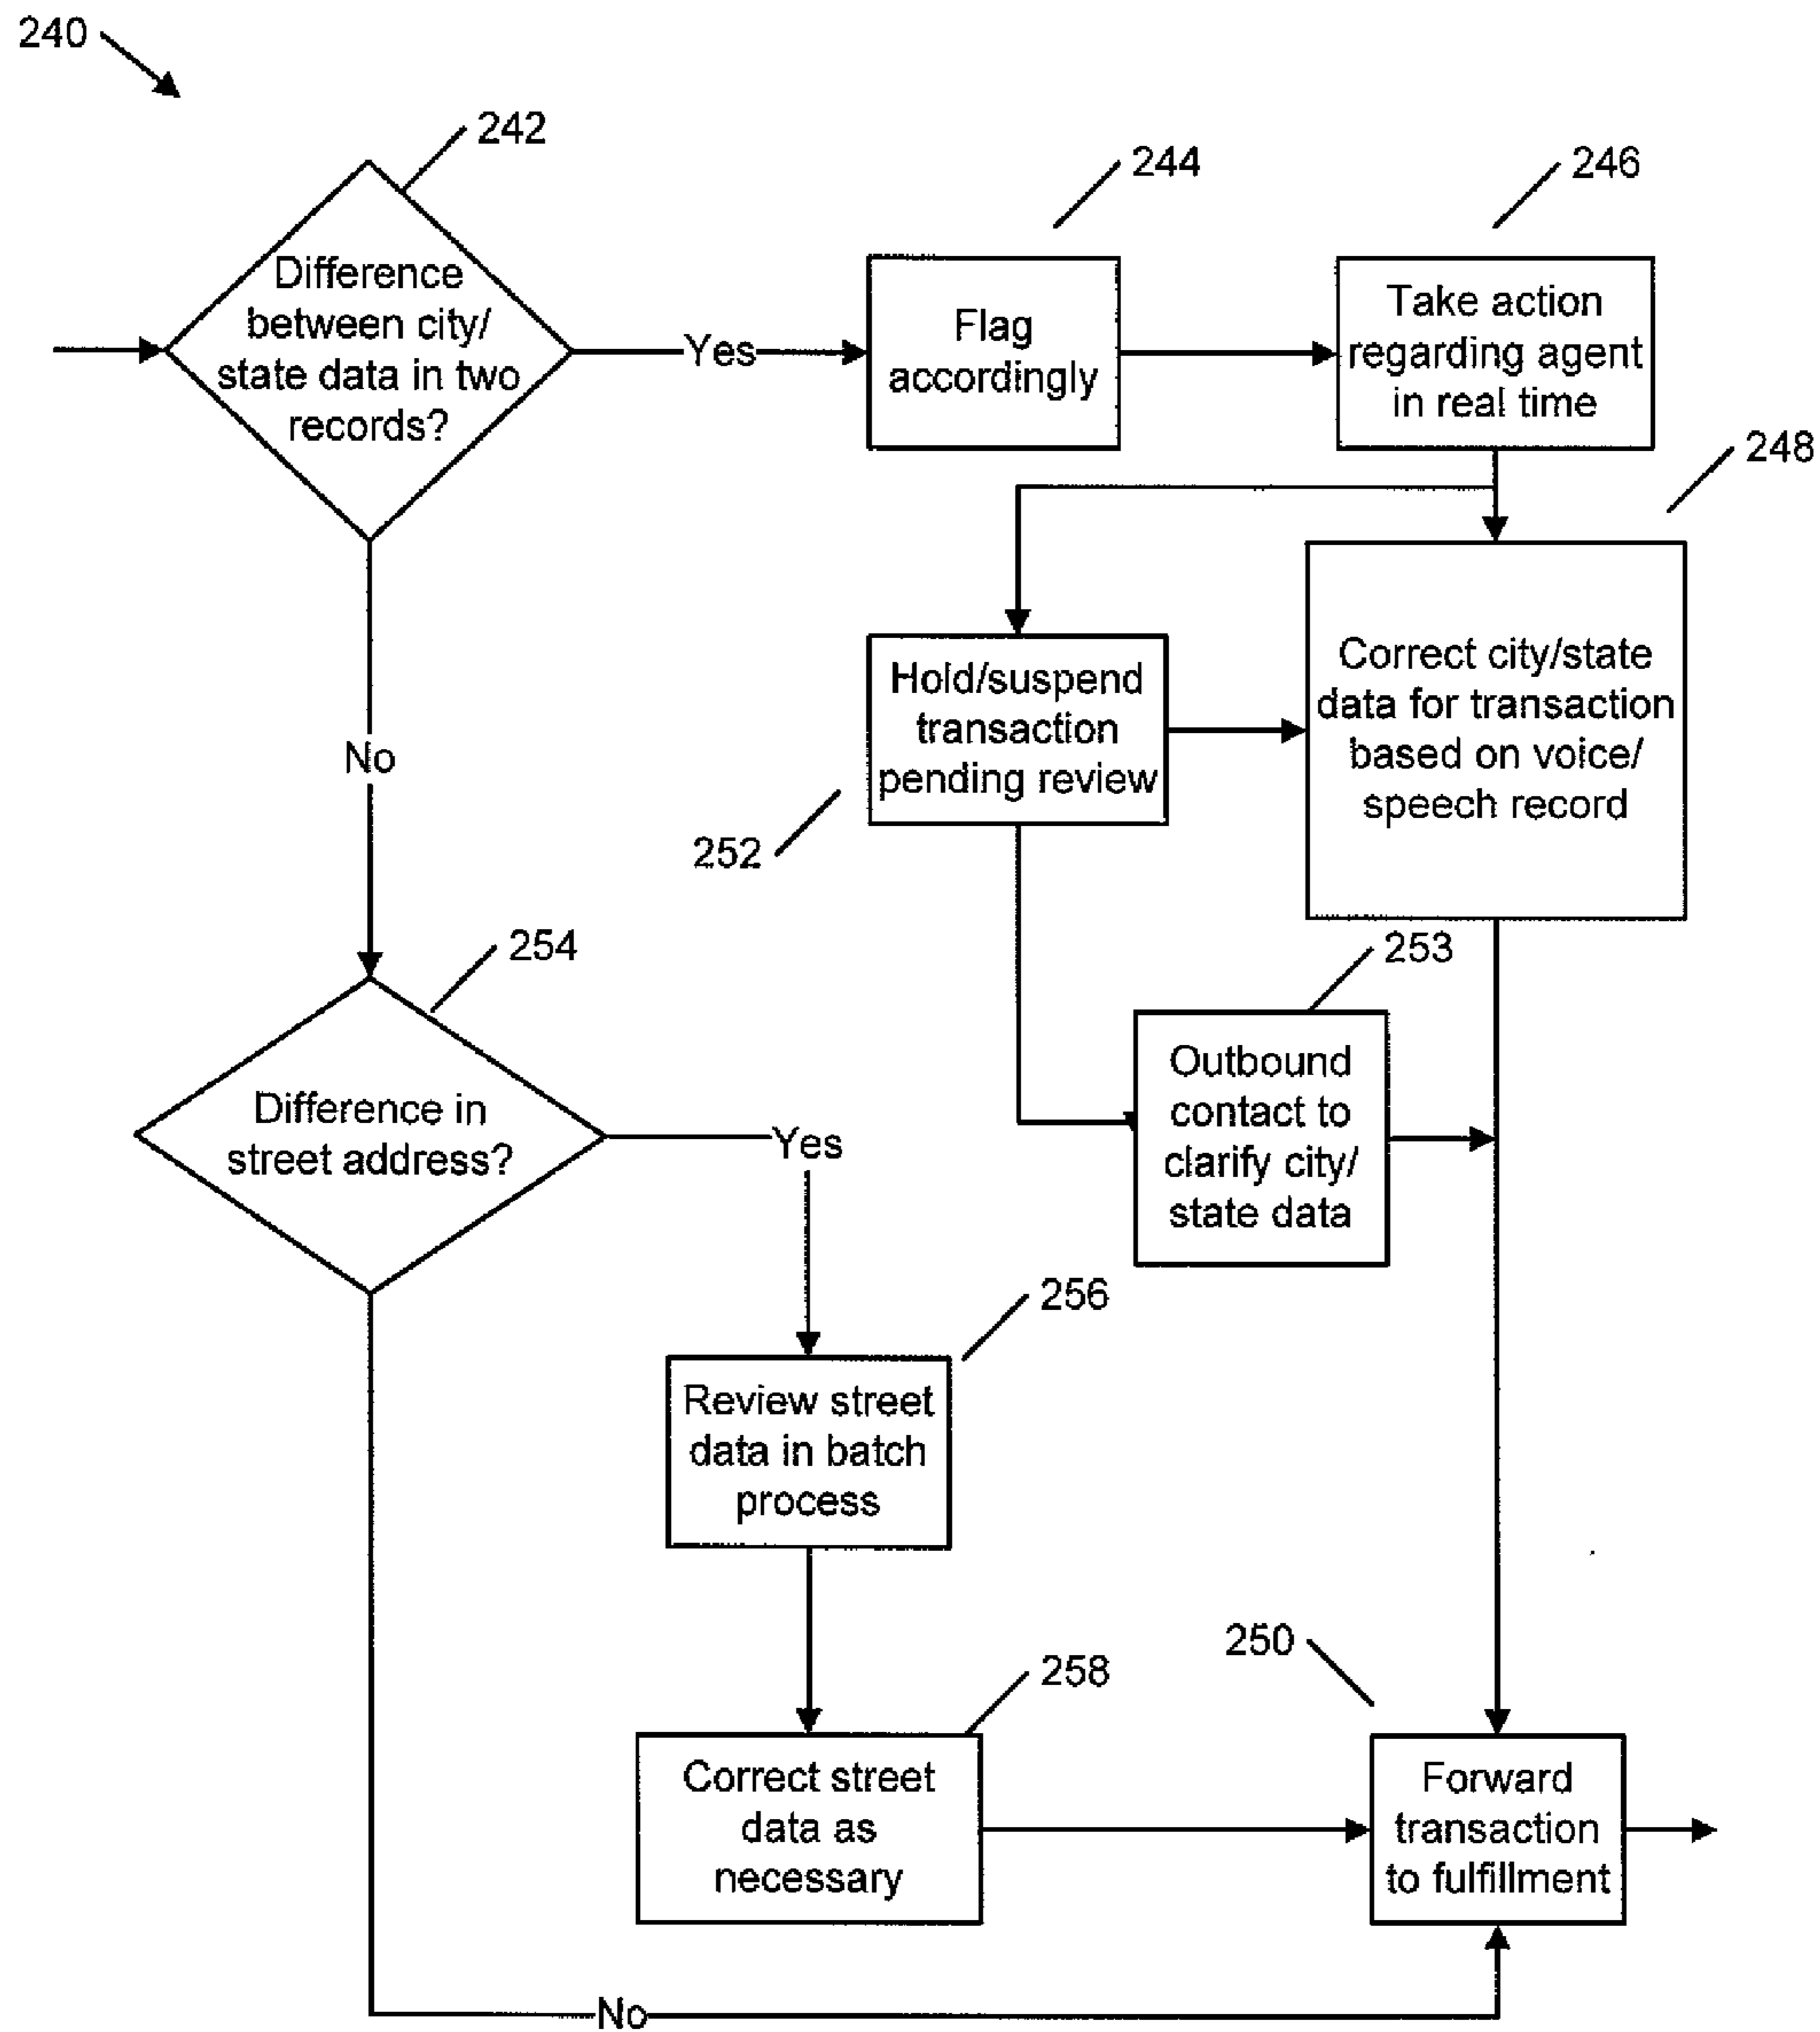 240
242
244
246
Difference
between city/
state data in two
records?
Yes
Flag
accordingly
Take action
regarding agent
in real time
248
Hold/suspend
transaction
pending review
Correct city/state
data for transaction
based on voice/
speech record
No
252
254
253
Outbound
contact to
clarify city/
state data
Difference in
street address?
Yes
256
Review street
data in batch
process
250
258
Correct street
data as
necessary
Forward
transaction
to fulfillment
No